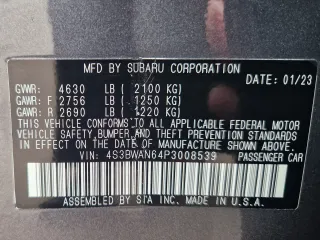 MFD BY SUBARU CORPORATION
DATE: 01/23
GVWR: 4630 LB ( 2100 KG)
GAWR: F 2756 LB ( 1250 KG)
GAWR: R 2690 LB ( 1220 KG)
THIS VEHICLE CONFORMS TO ALL APPLICABLE FEDERAL MOTOR
VEHICLE SAFETY, BUMPER, AND THEFT PREVENTION STANDARDS
IN EFFECT ON THE DATE OF MANUFACTURE SHOWN ABOVE.
VIN: 4S3BWAN64P3008539 PASSENGER CAR
ASSEMBLED BY SIA INC. MADE IN U.S.A.